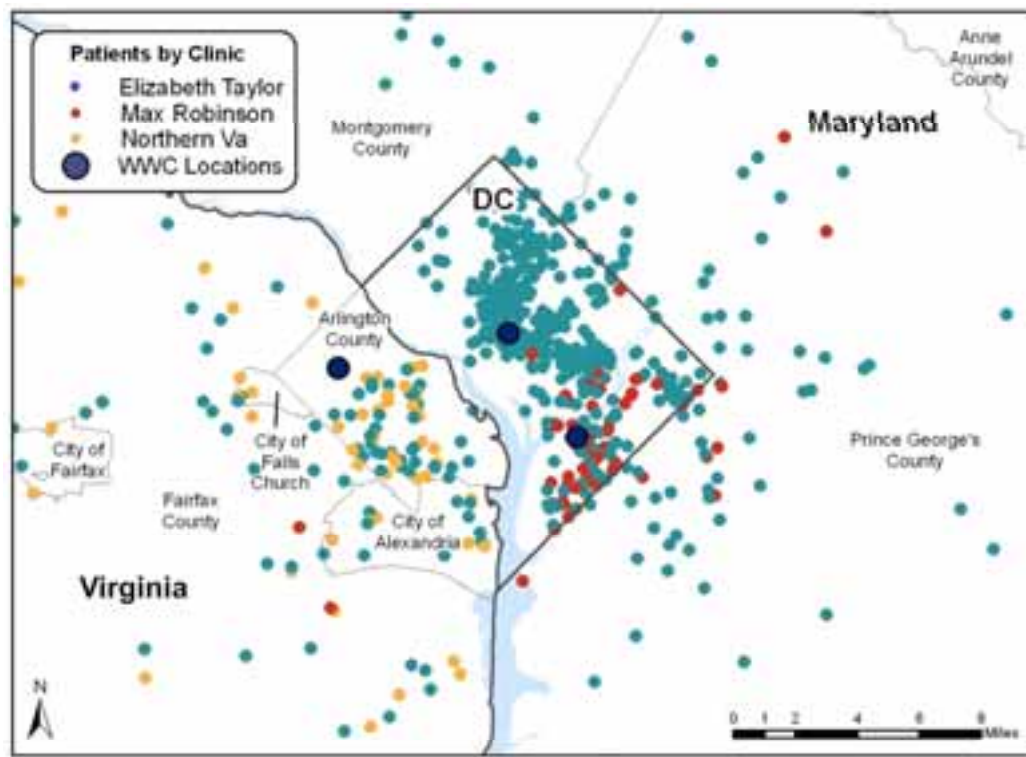 Patients by Clinic
Elizabeth Taylor
Max Robinson
Northern Va
WWC Locations
Anne
Arundel
County
Maryland
Montgomery
County
DC
Arlington
County
City of
Fairfax
City of
Falls
Church
Prince George's
County
Fairfax
County
City of
Alexandria
Virginia
N
0 1 2 4 6 8
Miles